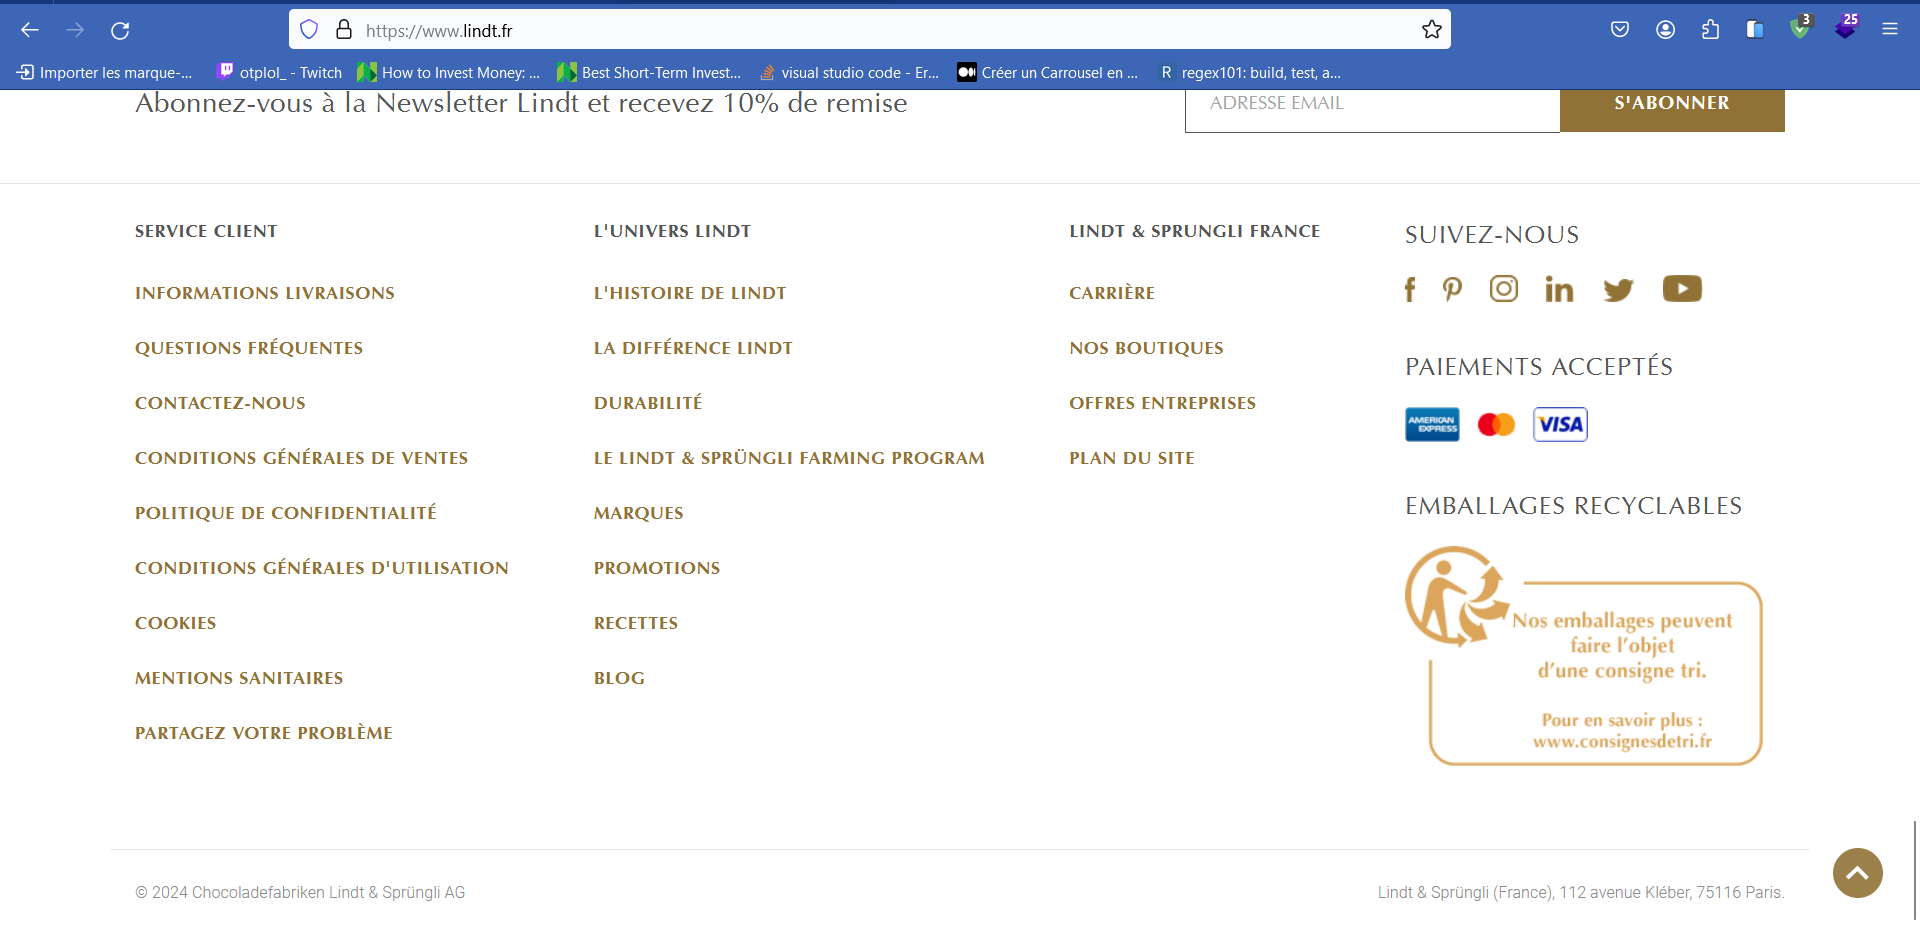 https://www.lindt.fr
3
25
Importer les marque-...
otplol_ - Twitch
How to Invest Money: ...
Best Short-Term Invest...
visual studio code - Er...
Créer un Carrousel en ...
R
regex101: build, test, a...
Abonnez-vous à la Newsletter Lindt et recevez 10% de remise
ADRESSE EMAIL
S'ABONNER
SERVICE CLIENT
INFORMATIONS LIVRAISONS
QUESTIONS FRÉQUENTES
CONTACTEZ-NOUS
CONDITIONS GÉNÉRALES DE VENTES
POLITIQUE DE CONFIDENTIALITÉ
CONDITIONS GÉNÉRALES D'UTILISATION
COOKIES
MENTIONS SANITAIRES
PARTAGEZ VOTRE PROBLÈME
L'UNIVERS LINDT
L'HISTOIRE DE LINDT
LA DIFFÉRENCE LINDT
DURABILITÉ
LE LINDT & SPRÜNGLI FARMING PROGRAM
MARQUES
PROMOTIONS
RECETTES
BLOG
LINDT & SPRUNGLI FRANCE
CARRIÈRE
NOS BOUTIQUES
OFFRES ENTREPRISES
PLAN DU SITE
SUIVEZ-NOUS
PAIEMENTS ACCEPTÉS
AMERICAN
EXPRESS
VISA
EMBALLAGES RECYCLABLES
Nos emballages peuvent
faire l'objet
d'une consigne tri.
Pour en savoir plus :
www.consignesdetri.fr
© 2024 Chocoladefabriken Lindt & Sprüngli AG
Lindt & Sprüngli (France), 112 avenue Kléber, 75116 Paris.